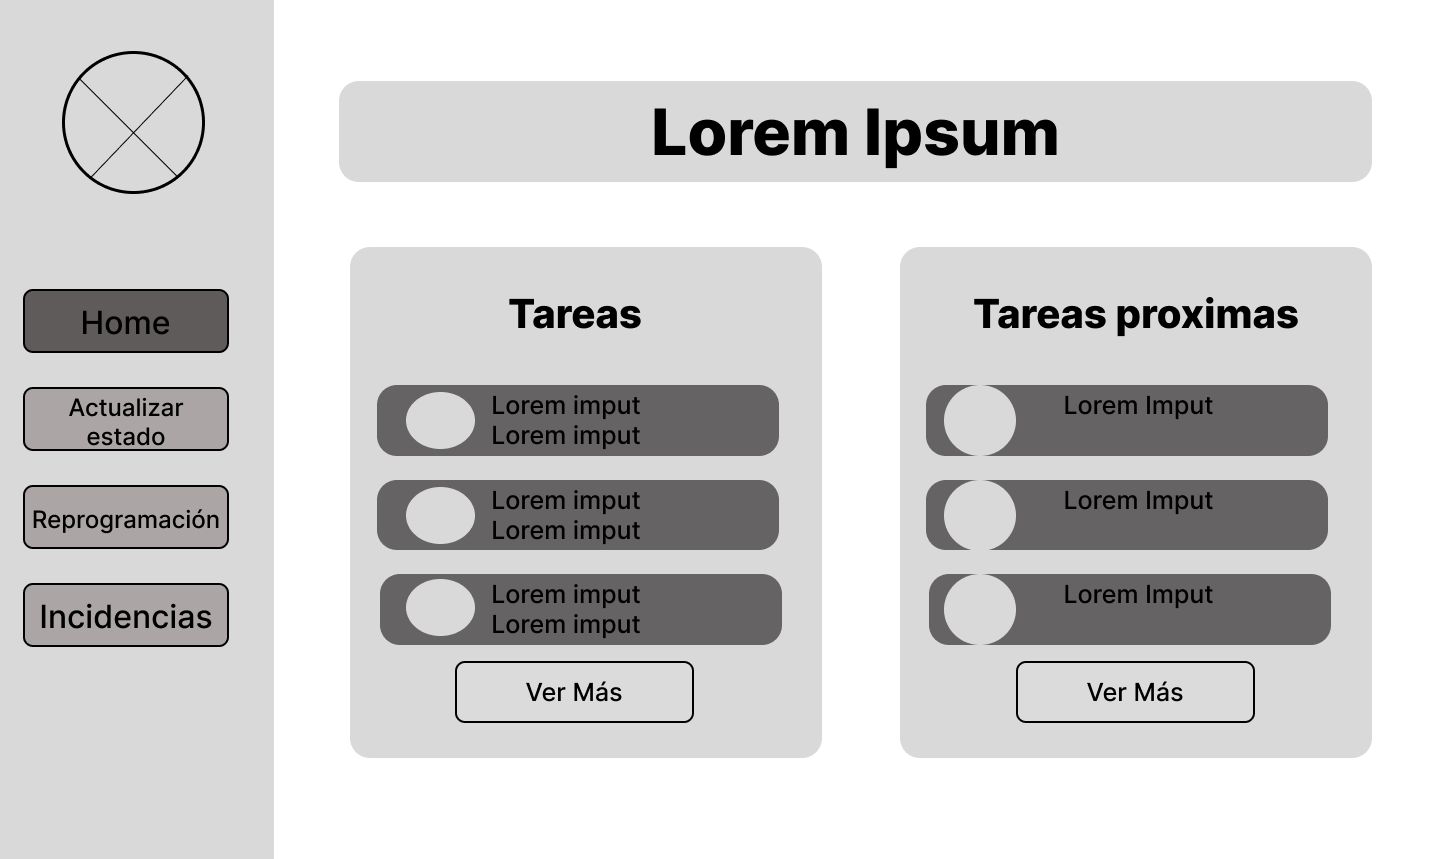 Lorem Ipsum
Home
Actualizar
estado
Reprogramación
Incidencias
Tareas
Lorem imput
Lorem imput
Lorem imput
Lorem imput
Lorem imput
Lorem imput
Ver Más
Tareas proximas
Lorem Imput
Lorem Imput
Lorem Imput
Ver Más